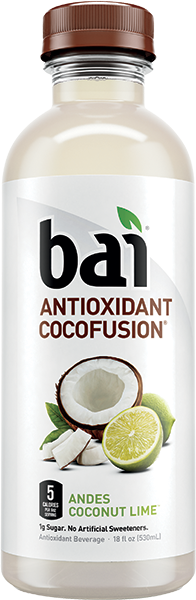 bai
ANTIOXIDANT
COCOFUSION®
5
CALORIES
PER 8oz
SERVING
ANDES
COCONUT LIME™
1g Sugar. No Artificial Sweeteners.
Antioxidant Beverage · 18 fl oz (530mL)